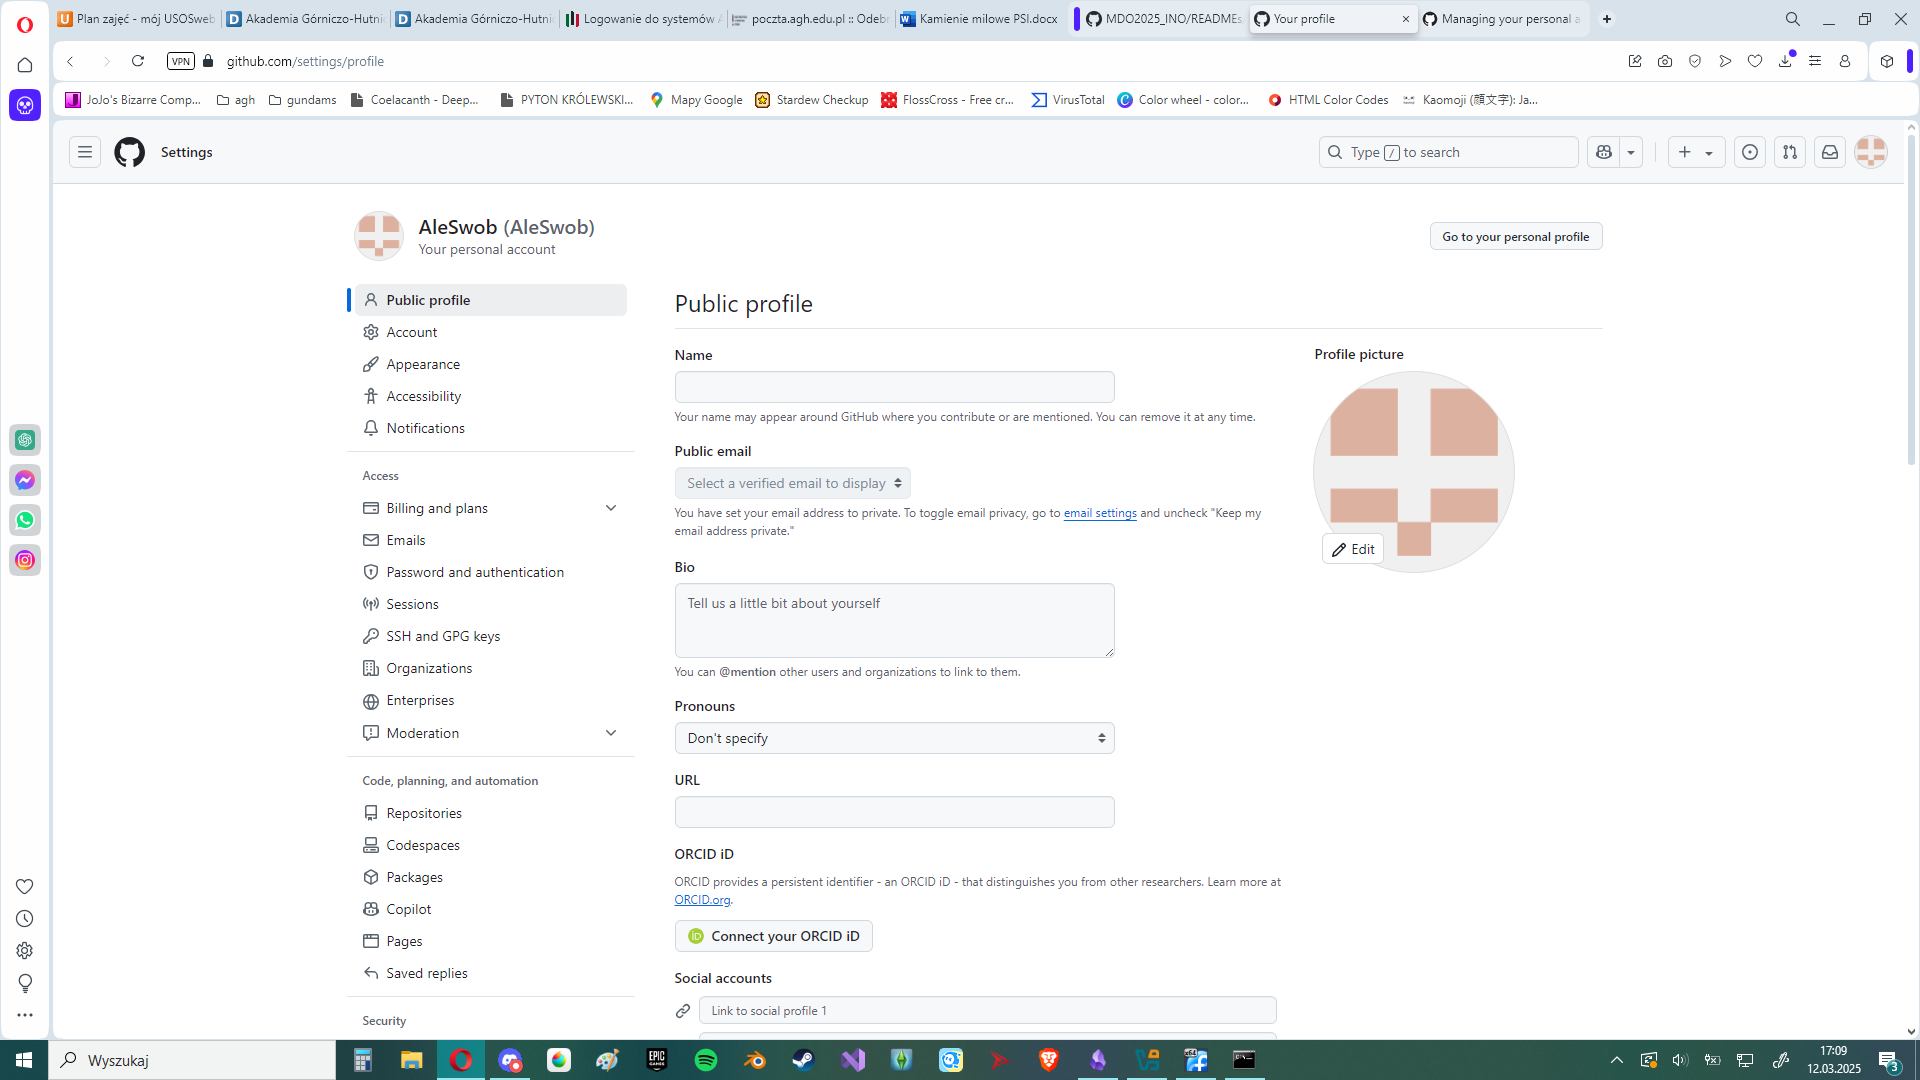 Plan zajęć - mój USOSweb
Akademia Górniczo-Hutnic
Akademia Górniczo-Hutnic
Logowanie do systemów A
poczta.agh.edu.pl :: Odebr
Kamienie milowe PSI.docx
MDO2025_INO/READMEs
Your profile
Managing your personal a
VPN
github.com/settings/profile
JoJo's Bizarre Comp...
agh
gundams
Coelacanth - Deep...
PYTON KRÓLEWSKI...
Mapy Google
Stardew Checkup
FlossCross - Free cr...
VirusTotal
Color wheel - color...
HTML Color Codes
Kaomoji (顔文字): Ja...
Settings
Type / to search
AleSwob (AleSwob)
Your personal account
Go to your personal profile
Public profile
Account
Appearance
Accessibility
Notifications
Access
Billing and plans
Emails
Password and authentication
Sessions
SSH and GPG keys
Organizations
Enterprises
Moderation
Code, planning, and automation
Repositories
Codespaces
Packages
Copilot
Pages
Saved replies
Security
Public profile
Name
Your name may appear around GitHub where you contribute or are mentioned. You can remove it at any time.
Public email
Select a verified email to display
You have set your email address to private. To toggle email privacy, go to email settings and uncheck "Keep my
email address private."
Bio
Tell us a little bit about yourself
You can @mention other users and organizations to link to them.
Pronouns
Don't specify
URL
ORCID iD
ORCID provides a persistent identifier - an ORCID iD - that distinguishes you from other researchers. Learn more at
ORCID.org.
iD Connect your ORCID iD
Social accounts
Link to social profile 1
Profile picture
Edit
Wyszukaj
EPIC GAMES
17:09
12.03.2025
3